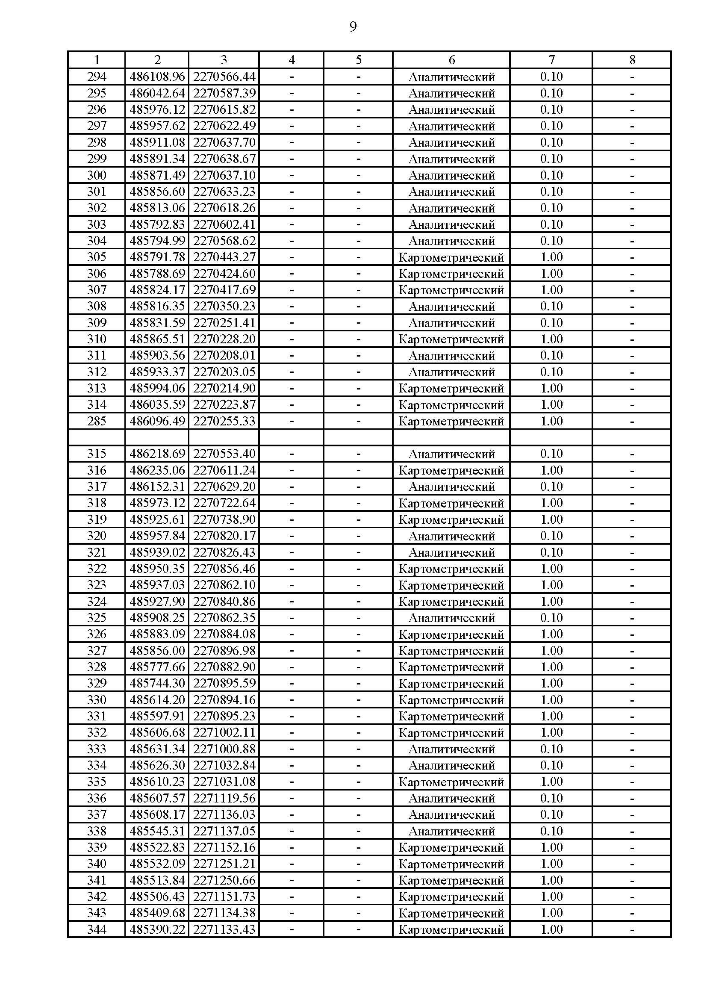 9
1 2 3 4 5 6 7 8
294 486108.96 2270566.44 - - Аналитический 0.10 -
295 486042.64 2270587.39 - - Аналитический 0.10 -
296 485976.12 2270615.82 - - Аналитический 0.10 -
297 485957.62 2270622.49 - - Аналитический 0.10 -
298 485911.08 2270637.70 - - Аналитический 0.10 -
299 485891.34 2270638.67 - - Аналитический 0.10 -
300 485871.49 2270637.10 - - Аналитический 0.10 -
301 485856.60 2270633.23 - - Аналитический 0.10 -
302 485813.06 2270618.26 - - Аналитический 0.10 -
303 485792.83 2270602.41 - - Аналитический 0.10 -
304 485794.99 2270568.62 - - Аналитический 0.10 -
305 485791.78 2270443.27 - - Картометрический 1.00 -
306 485788.69 2270424.60 - - Картометрический 1.00 -
307 485824.17 2270417.69 - - Картометрический 1.00 -
308 485816.35 2270350.23 - - Аналитический 0.10 -
309 485831.59 2270251.41 - - Аналитический 0.10 -
310 485865.51 2270228.20 - - Картометрический 1.00 -
311 485903.56 2270208.01 - - Аналитический 0.10 -
312 485933.37 2270203.05 - - Аналитический 0.10 -
313 485994.06 2270214.90 - - Картометрический 1.00 -
314 486035.59 2270223.87 - - Картометрический 1.00 -
285 486096.49 2270255.33 - - Картометрический 1.00 -
315 486218.69 2270553.40 - - Аналитический 0.10 -
316 486235.06 2270611.24 - - Картометрический 1.00 -
317 486152.31 2270629.20 - - Аналитический 0.10 -
318 485973.12 2270722.64 - - Картометрический 1.00 -
319 485925.61 2270738.90 - - Картометрический 1.00 -
320 485957.84 2270820.17 - - Аналитический 0.10 -
321 485939.02 2270826.43 - - Аналитический 0.10 -
322 485950.35 2270856.46 - - Картометрический 1.00 -
323 485937.03 2270862.10 - - Картометрический 1.00 -
324 485927.90 2270840.86 - - Картометрический 1.00 -
325 485908.25 2270862.35 - - Аналитический 0.10 -
326 485883.09 2270884.08 - - Картометрический 1.00 -
327 485856.00 2270896.98 - - Картометрический 1.00 -
328 485777.66 2270882.90 - - Картометрический 1.00 -
329 485744.30 2270895.59 - - Картометрический 1.00 -
330 485614.20 2270894.16 - - Картометрический 1.00 -
331 485597.91 2270895.23 - - Картометрический 1.00 -
332 485606.68 2271002.11 - - Картометрический 1.00 -
333 485631.34 2271000.88 - - Аналитический 0.10 -
334 485626.30 2271032.84 - - Аналитический 0.10 -
335 485610.23 2271031.08 - - Картометрический 1.00 -
336 485607.57 2271119.56 - - Аналитический 0.10 -
337 485608.17 2271136.03 - - Аналитический 0.10 -
338 485545.31 2271137.05 - - Аналитический 0.10 -
339 485522.83 2271152.16 - - Картометрический 1.00 -
340 485532.09 2271251.21 - - Картометрический 1.00 -
341 485513.84 2271250.66 - - Картометрический 1.00 -
342 485506.43 2271151.73 - - Картометрический 1.00 -
343 485409.68 2271134.38 - - Картометрический 1.00 -
344 485390.22 2271133.43 - - Картометрический 1.00 -